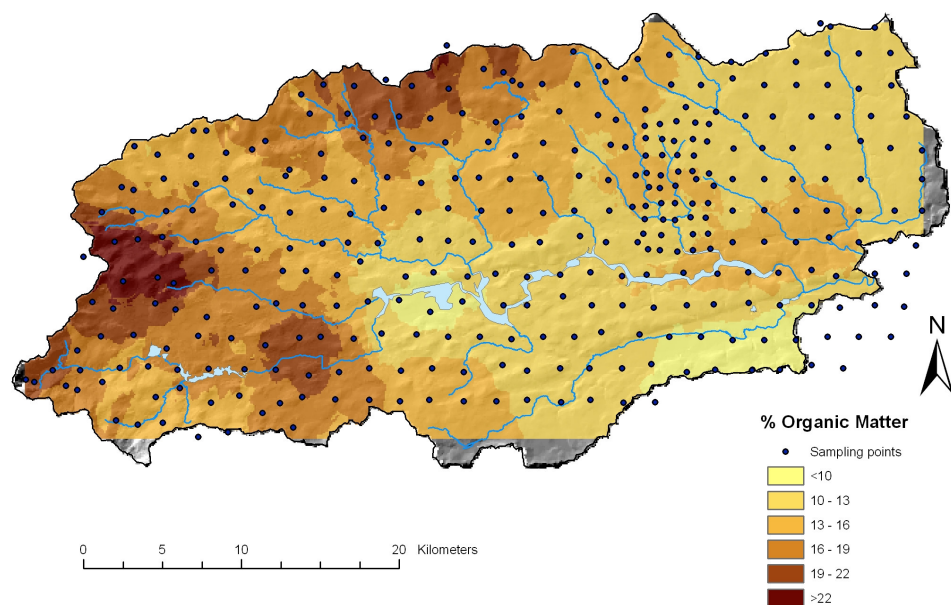 N
% Organic Matter
Sampling points
<10
10 - 13
13 - 16
16 - 19
19 - 22
>22
0 5 10 20 Kilometers